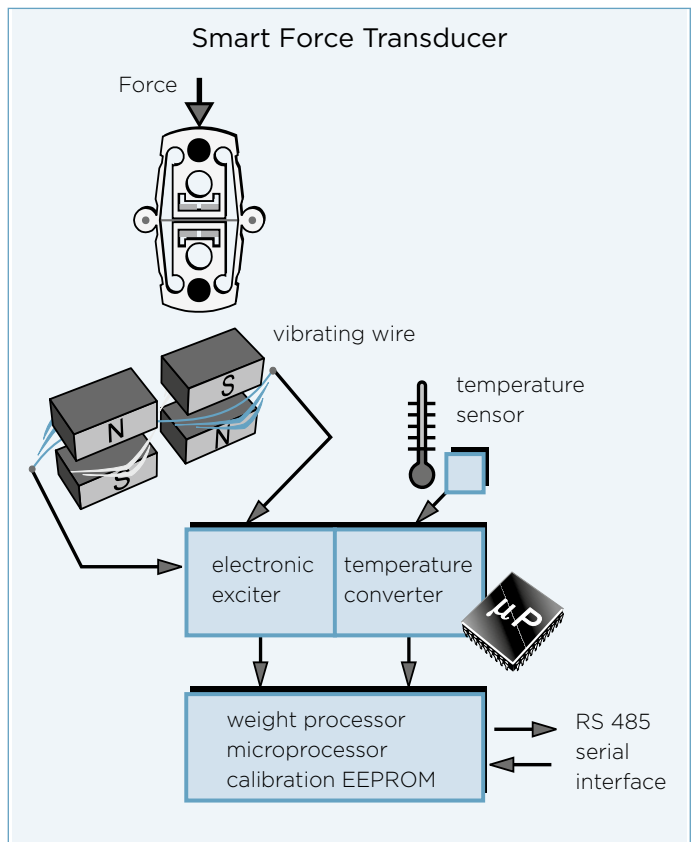 Smart Force Transducer
Force
vibrating wire
S
N
N
S
temperature
sensor
electronic
exciter
temperature
converter
µP
weight processor
microprocessor
calibration EEPROM
RS 485
serial
interface